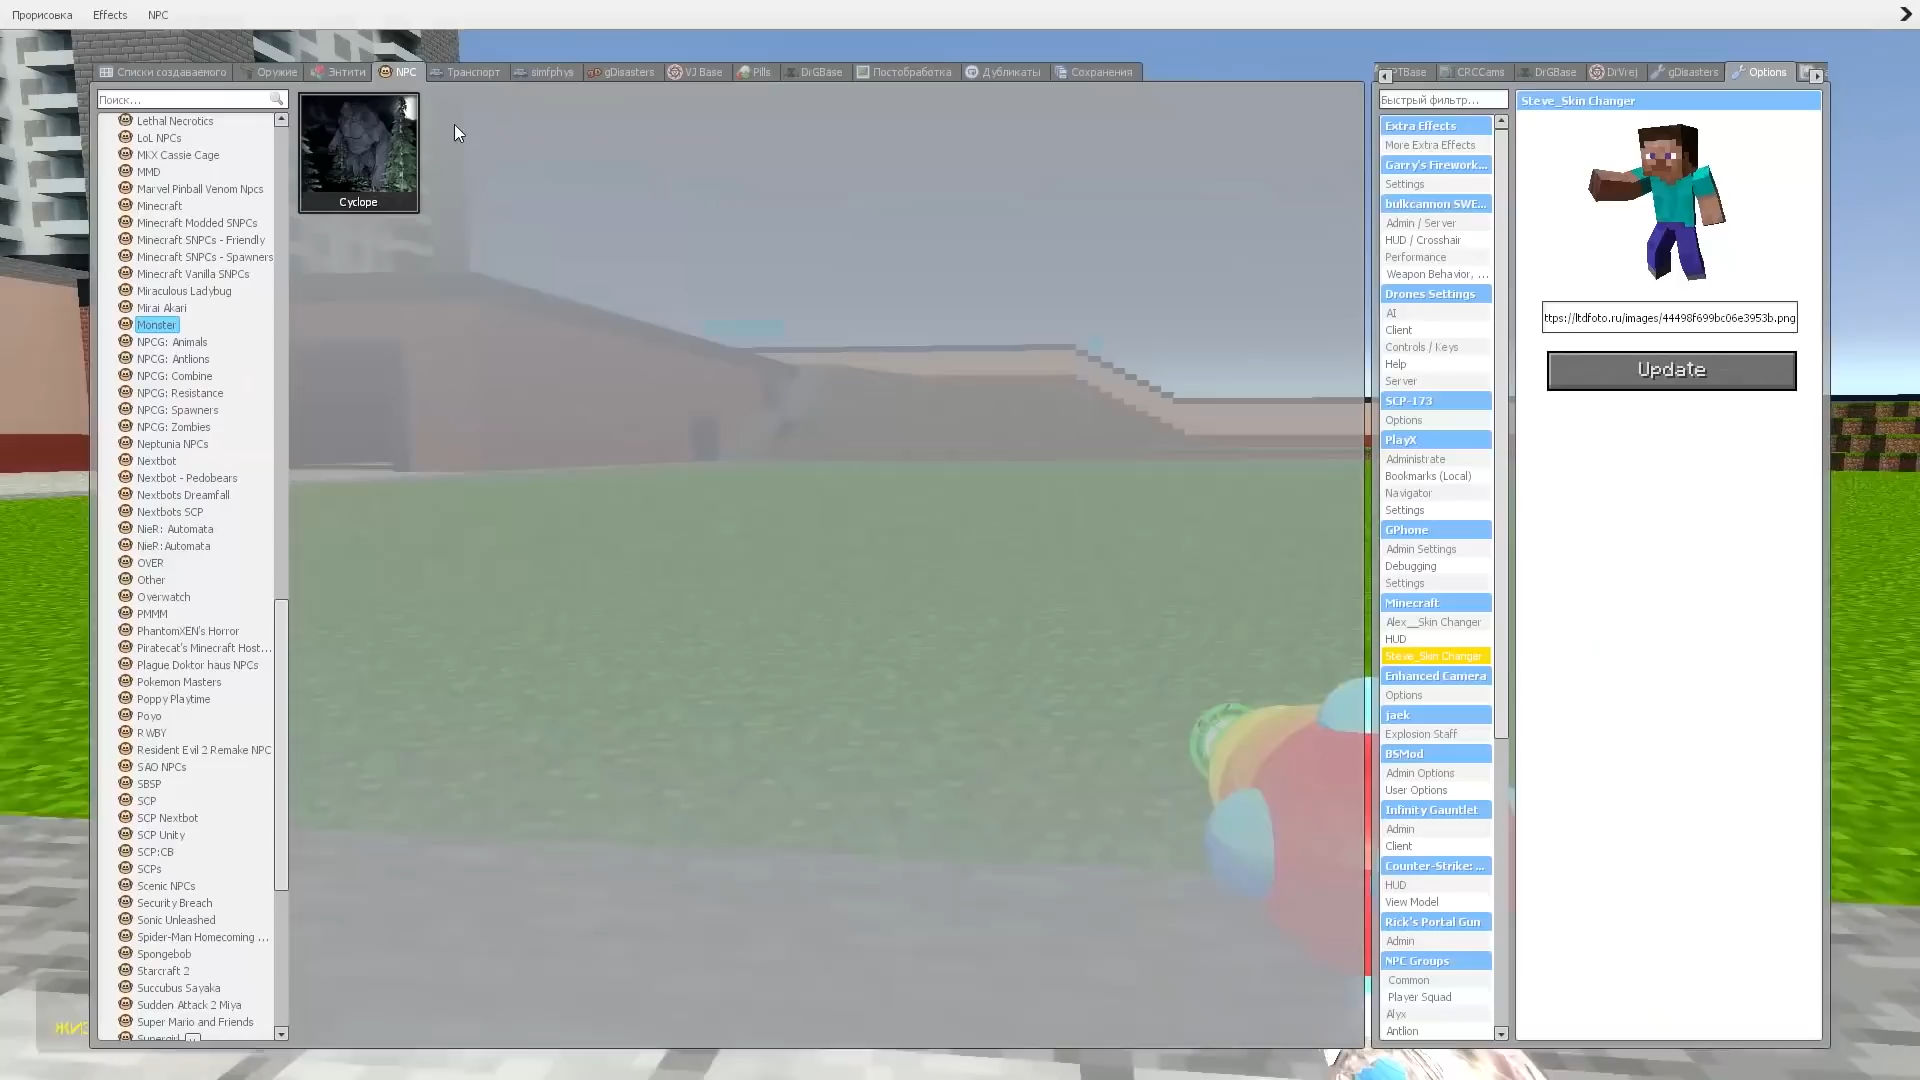 Прорисовка
Effects
NPC
Списки создаваемого
Оружие
Энтити
NPC
Транспорт
simfphys
gDisasters
VJ Base
Pills
DrGBase
Постобработка
Дубликаты
Сохранения
Поиск...
Lethal Necrotics
LoL NPCs
MKX Cassie Cage
MMD
Marvel Pinball Venom Npcs
Minecraft
Minecraft Modded SNPCs
Minecraft SNPCs - Friendly
Minecraft SNPCs - Spawners
Minecraft Vanilla SNPCs
Miraculous Ladybug
Mirai Akari
Monster
NPCG: Animals
NPCG: Antlions
NPCG: Combine
NPCG: Resistance
NPCG: Spawners
NPCG: Zombies
Neptunia NPCs
Nextbot
Nextbot - Pedobears
Nextbots Dreamfall
Nextbots SCP
NieR: Automata
NieR:Automata
OVER
Other
Overwatch
PMMM
PhantomXEN's Horror
Piratecat's Minecraft Host...
Plague Doktor haus NPCs
Pokemon Masters
Poppy Playtime
Poyo
RWBY
Resident Evil 2 Remake NPC
SAO NPCs
SBSP
SCP
SCP Nextbot
SCP Unity
SCP:CB
SCPs
Scenic NPCs
Security Breach
Sonic Unleashed
Spider-Man Homecoming ...
Spongebob
Starcraft 2
Succubus Sayaka
Sudden Attack 2 Miya
Super Mario and Friends
Supergirl
Cyclope
PTBase
CRCCams
DrGBase
DrVrej
gDisasters
Options
Быстрый фильтр...
Extra Effects
More Extra Effects
Garry's Firework...
Settings
bulkcannon SWE...
Admin / Server
HUD / Crosshair
Performance
Weapon Behavior, ...
Drones Settings
AI
Client
Controls / Keys
Help
Server
SCP-173
Options
PlayX
Administrate
Bookmarks (Local)
Navigator
Settings
GPhone
Admin Settings
Debugging
Settings
Minecraft
Alex__Skin Changer
HUD
Steve_Skin Changer
Enhanced Camera
Options
jaek
Explosion Staff
BSMod
Admin Options
User Options
Infinity Gauntlet
Admin
Client
Counter-Strike: ...
HUD
View Model
Rick's Portal Gun
Admin
NPC Groups
Common
Player Squad
Alyx
Antlion
Steve_Skin Changer
ttps://ltdfoto.ru/images/44498f699bc06e3953b.png
Update